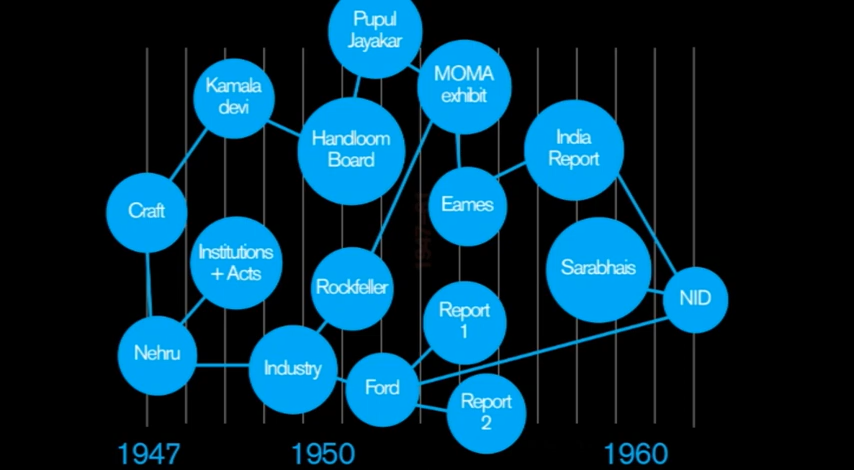 Pupul
Jayakar
MOMA
exhibit
Kamala
devi
Handloom
Board
India
Report
Craft
Eames
Institutions
+ Acts
Sarabhais
Rockfeller
NID
Report
1
Nehru
Industry
Ford
Report
2
1947
1950
1960